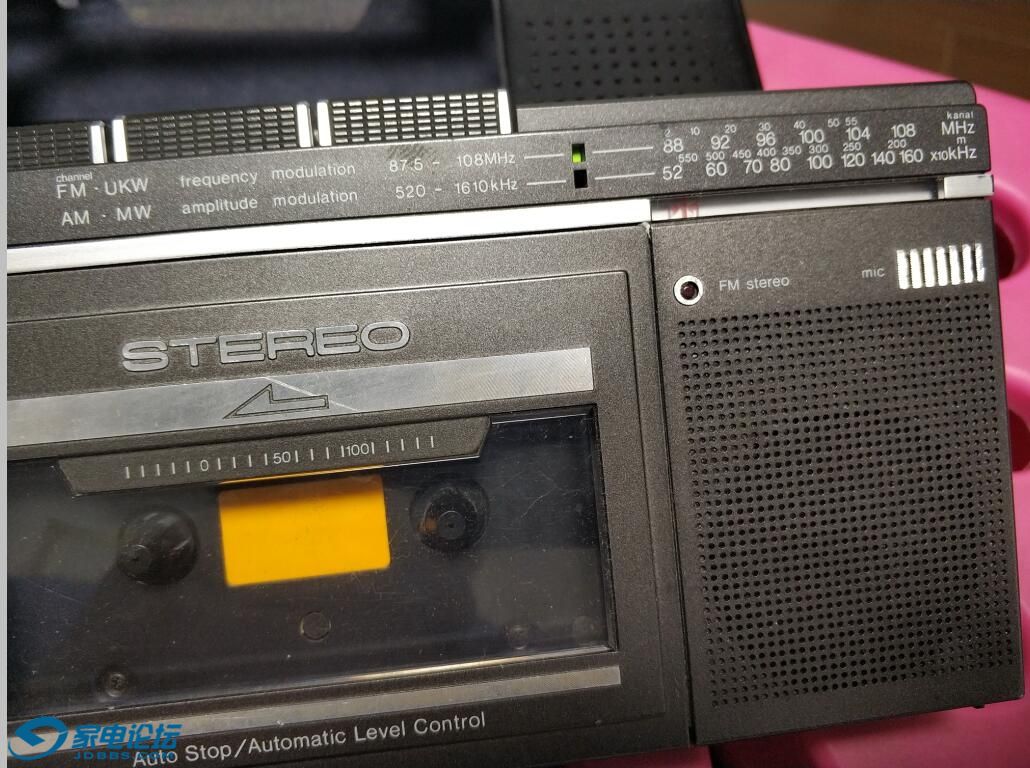 channel
FM · UKW frequency modulation 87.5 - 108MHz
AM · MW amplitude modulation 520 - 1610kHz
2 10 20 30 40 50 55 kanal
88 92 96 100 104 108 MHz
550 500 450 400 350 300 250 200 m
52 60 70 80 100 120 140 160 x10kHz
FM stereo
mic
STEREO
0 50 100
Auto Stop/Automatic Level Control
家电论坛
JDBBS.COM